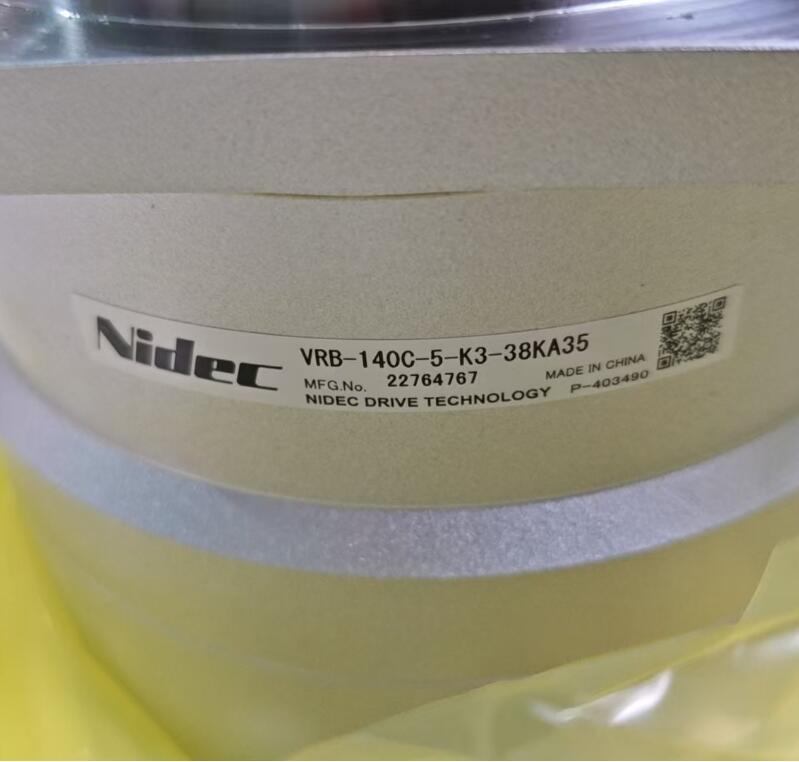 Nidec
VRB-140C-5-K3-38KA35
MFG.No. 22764767
MADE IN CHINA
NIDEC DRIVE TECHNOLOGY
P-403490